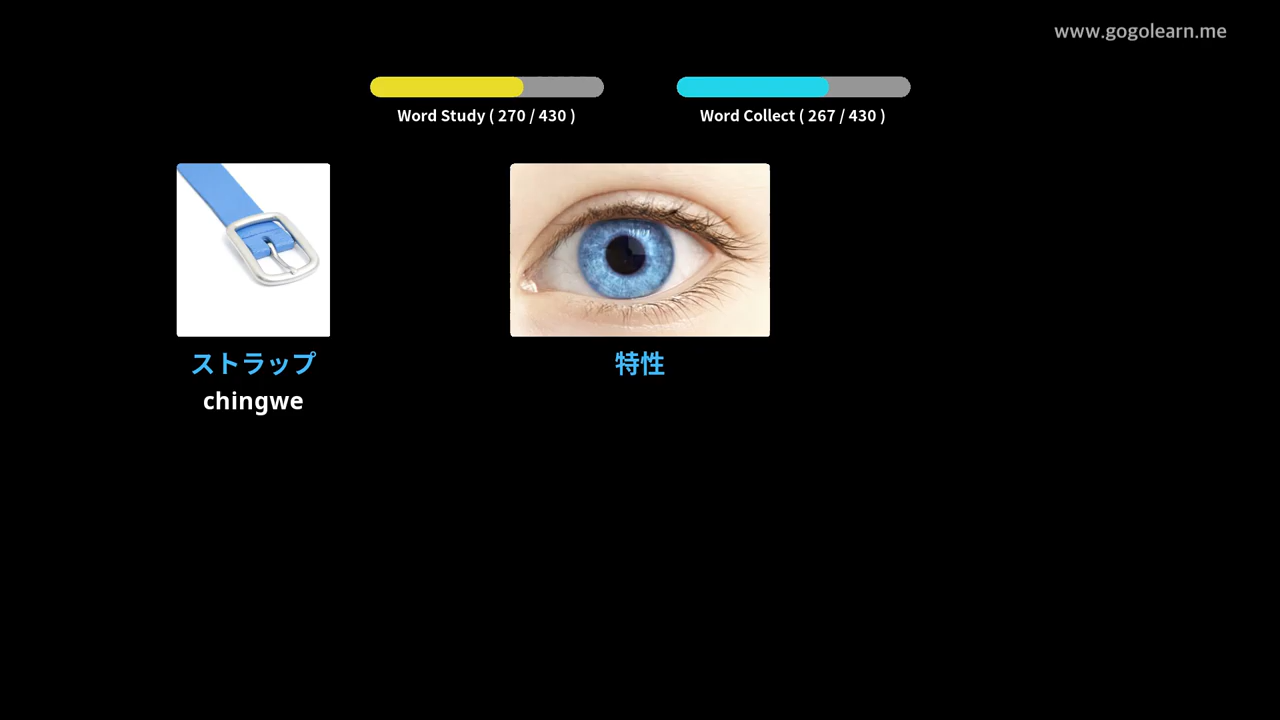 www.gogolearn.me
Word Study ( 270 / 430 )
Word Collect ( 267 / 430 )
ストラップ
chingwe
特性